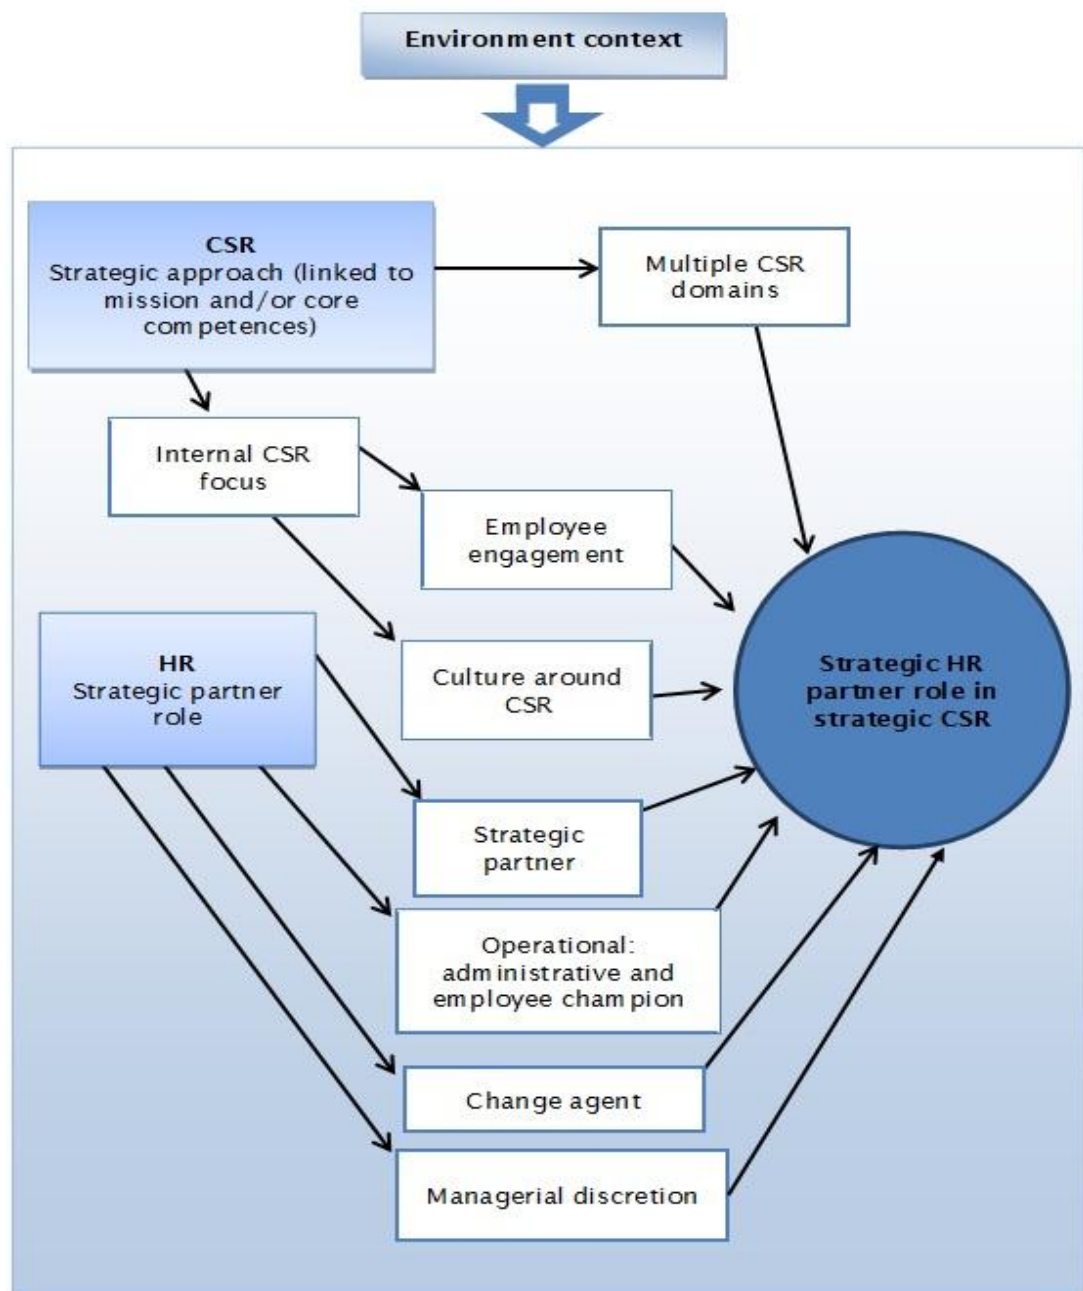 Environment context
CSR
Strategic approach (linked to
mission and/or core
competences)
Multiple CSR
domains
Internal CSR
focus
Employee
engagement
HR
Strategic partner
role
Culture around
CSR
Strategic HR
partner role in
strategic CSR
Strategic
partner
Operational:
administrative and
employee champion
Change agent
Managerial discretion